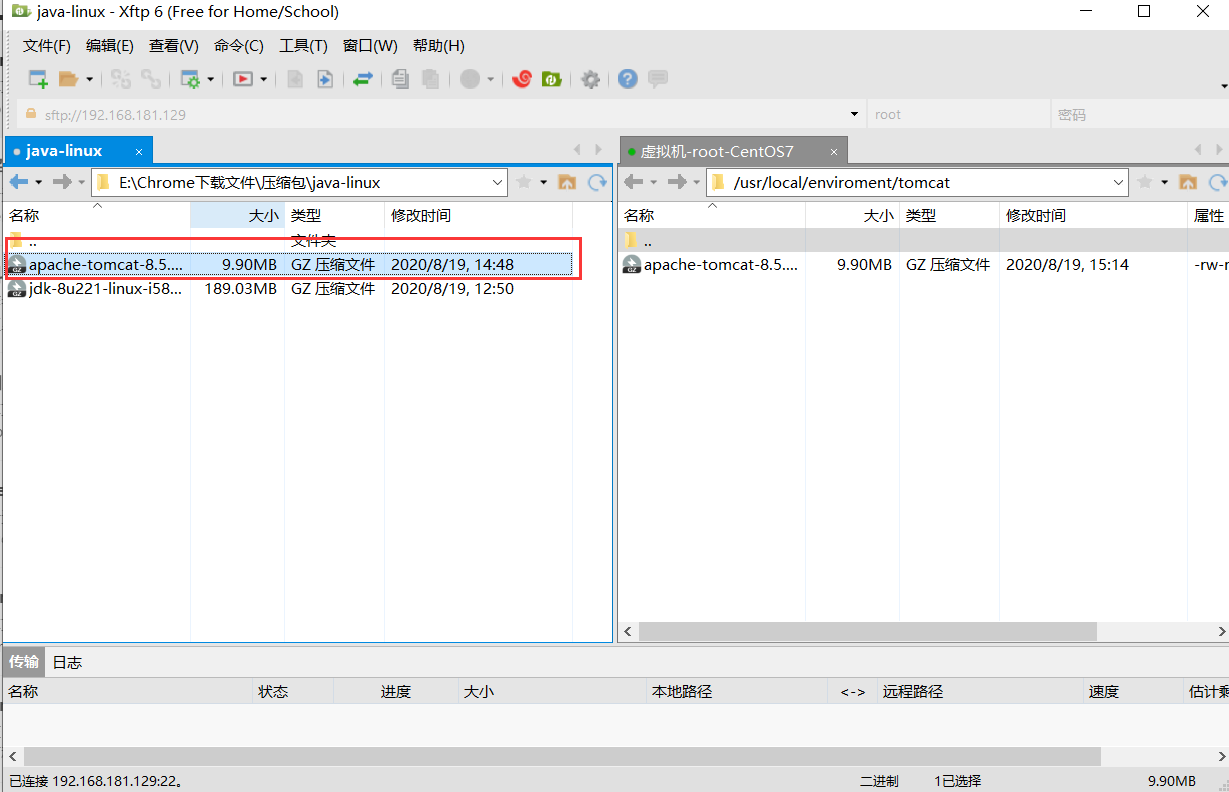 java-linux - Xftp 6 (Free for Home/School)
文件(F) 编辑(E) 查看(V) 命令(C) 工具(T) 窗口(W) 帮助(H)
sftp://192.168.181.129 root 密码
java-linux × 虚拟机-root-CentOS7 ×
E:\Chrome下载文件\压缩包\java-linux /usr/local/enviroment/tomcat
名称 大小 类型 修改时间 名称 大小 类型 修改时间 属性
.. 文件夹 ..
apache-tomcat-8.5.... 9.90MB GZ 压缩文件 2020/8/19, 14:48 apache-tomcat-8.5.... 9.90MB GZ 压缩文件 2020/8/19, 15:14 -rw-r
jdk-8u221-linux-i58... 189.03MB GZ 压缩文件 2020/8/19, 12:50
传输 日志
名称 状态 进度 大小 本地路径 <-> 远程路径 速度 估计剩
已连接 192.168.181.129:22。 二进制 1已选择 9.90MB